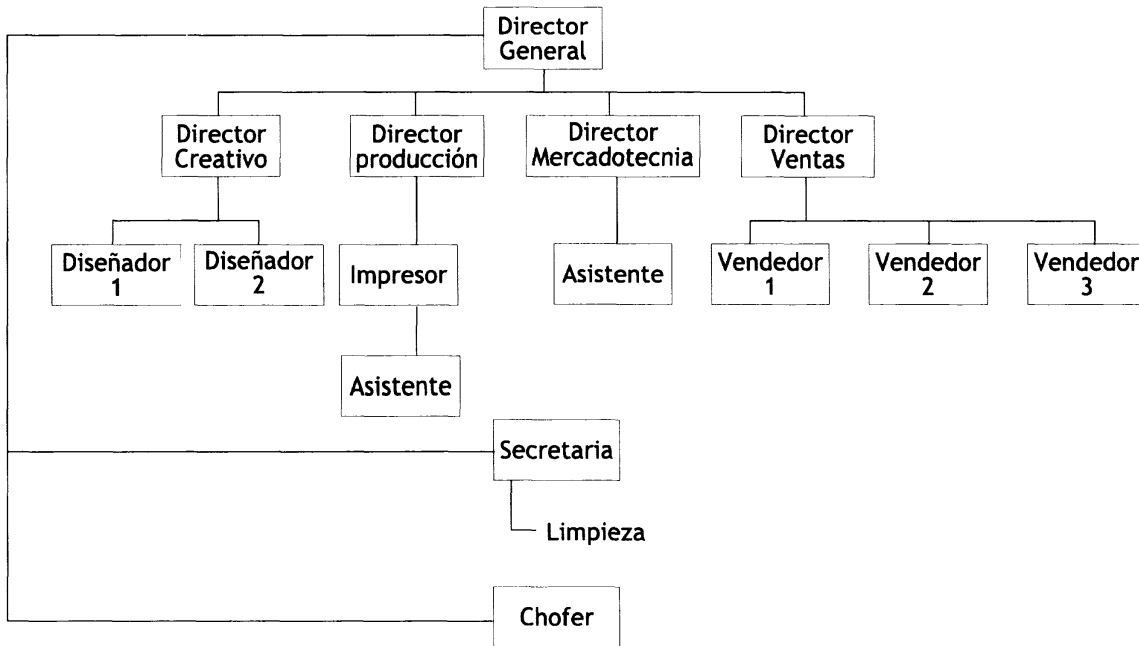 Director
General
Director
Creativo
Director
producción
Director
Mercadotecnia
Director
Ventas
Diseñador
1
Diseñador
2
Impresor
Asistente
Vendedor
1
Vendedor
2
Vendedor
3
Asistente
Secretaria
Limpieza
Chofer